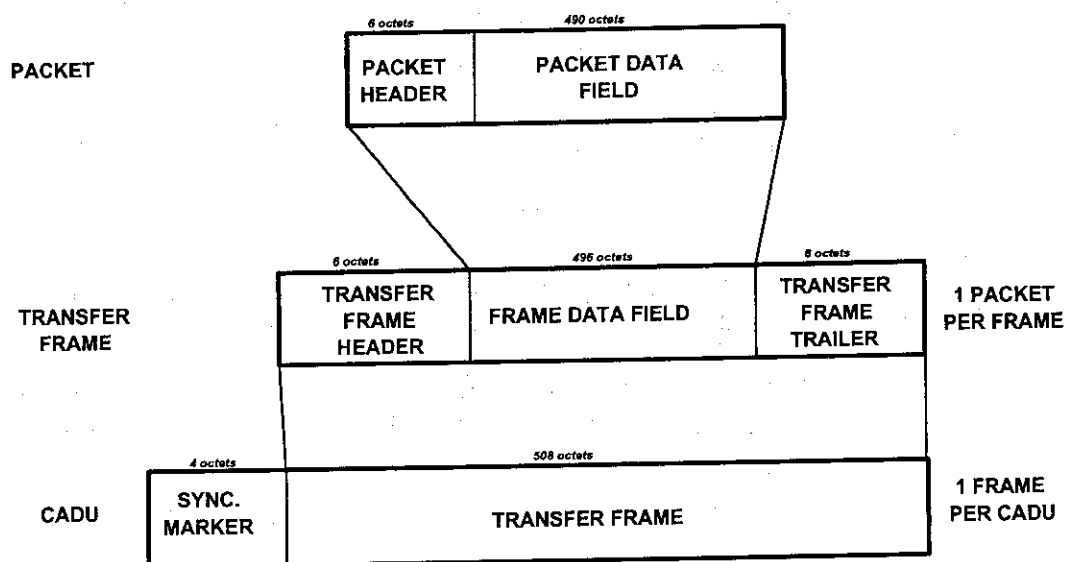 6 octets
490 octets
PACKET
PACKET
HEADER
PACKET DATA
FIELD
6 octets
496 octets
6 octets
TRANSFER
FRAME
TRANSFER
FRAME
HEADER
FRAME DATA FIELD
TRANSFER
FRAME
TRAILER
1 PACKET
PER FRAME
4 octets
508 octets
CADU
SYNC.
MARKER
TRANSFER FRAME
1 FRAME
PER CADU